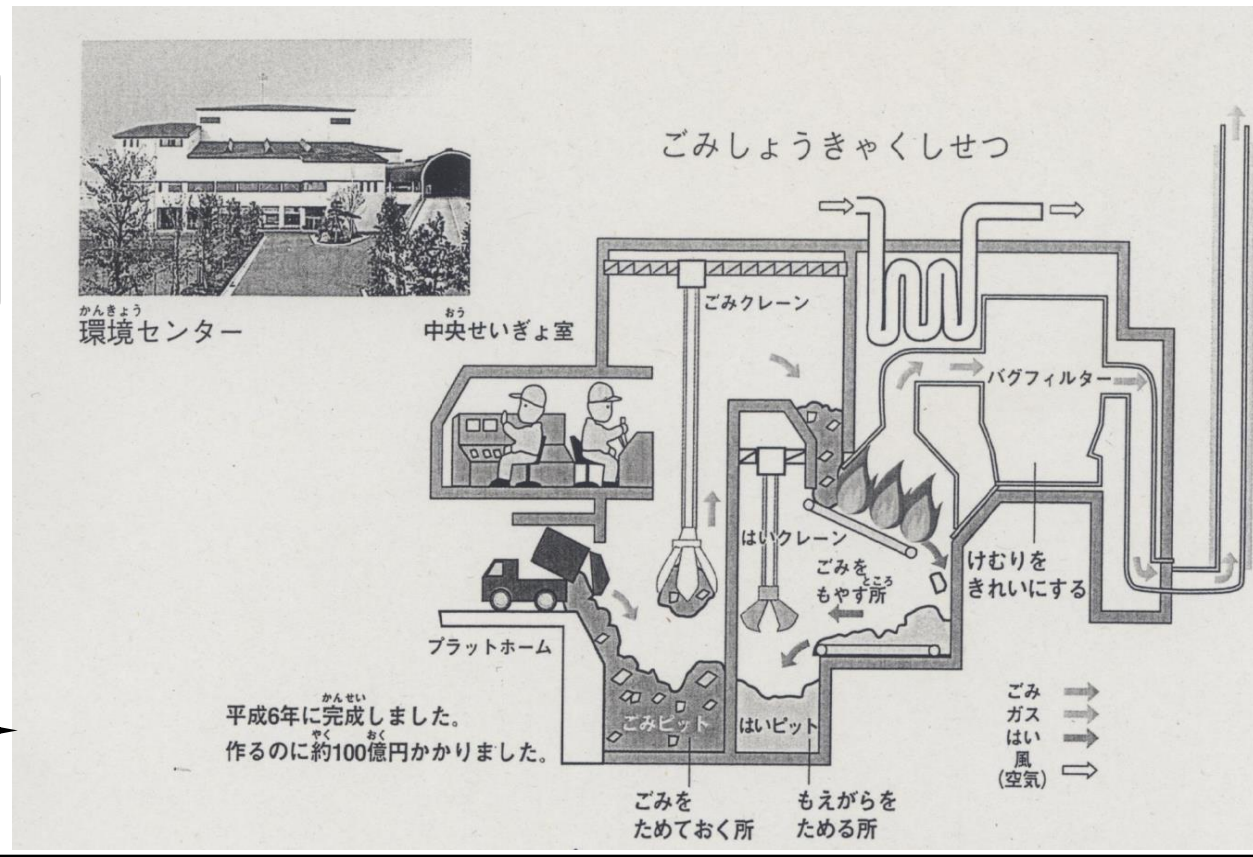 ごみしょうきゃくしせつ
かんきょう
環境センター
おう
中央せいぎょ室
ごみクレーン
バグフィルター
はいクレーン
ごみを
ところ
もやす所
けむりを
きれいにする
プラットホーム
かんせい
平成6年に完成しました。
やく おく
作るのに約100億円かかりました。
ごみピット
はいピット
ごみを
ためておく所
もえがらを
ためる所
ごみ
ガス
はい
風
(空気)